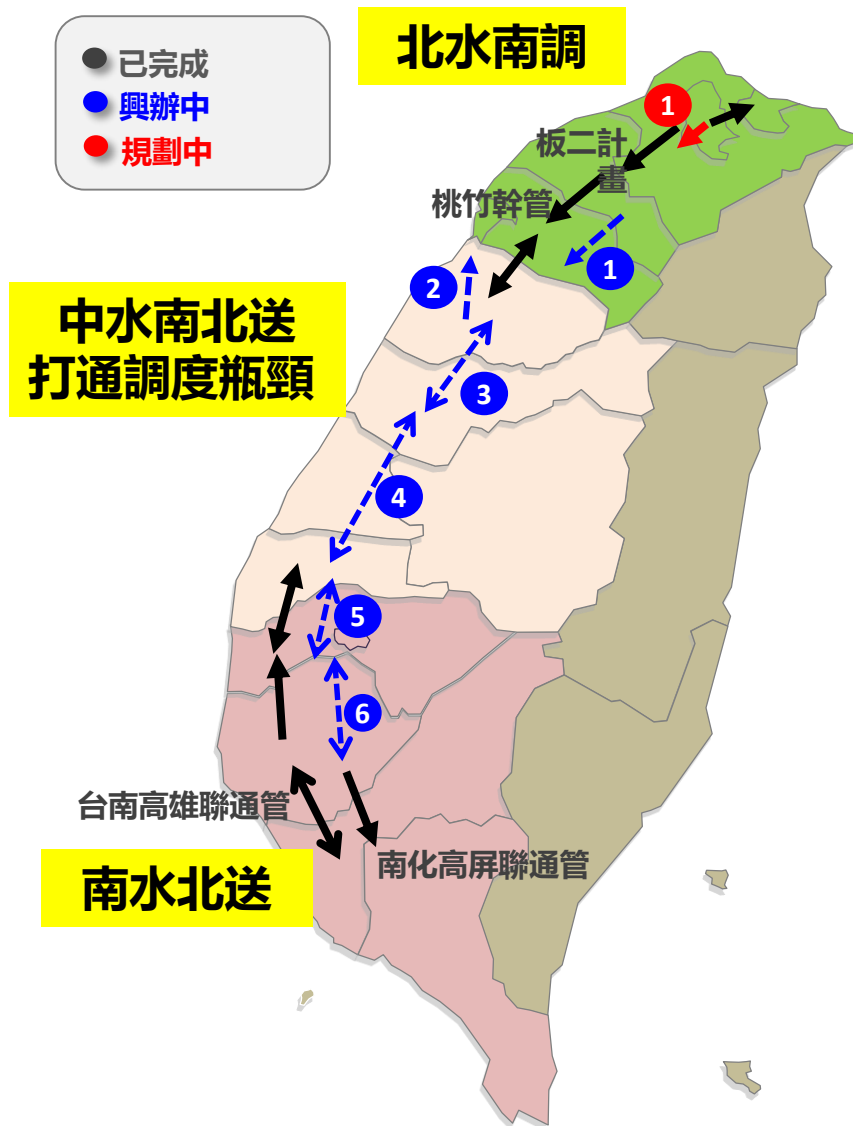 北水南調
已完成
興辦中
規劃中
1
板二計
畫
桃竹幹管
1
2
中水南北送
打通調度瓶頸
3
4
5
6
台南高雄聯通管
南化高屏聯通管
南水北送